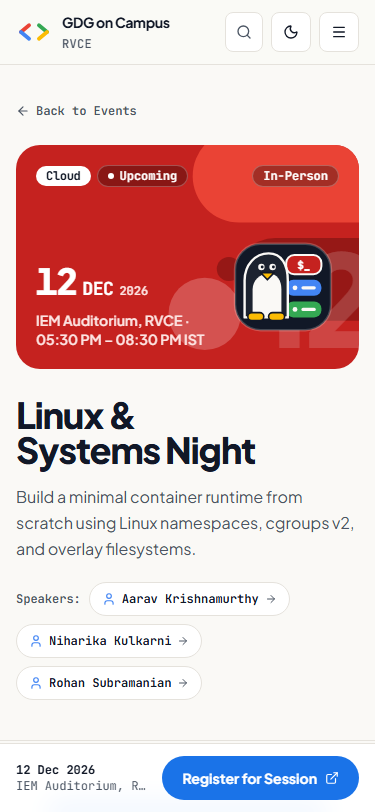 GDG on Campus
RVCE
Back to Events
Cloud
Upcoming
In-Person
12 DEC 2026
12
$_
IEM Auditorium, RVCE ·
05:30 PM – 08:30 PM IST
Linux &
Systems Night
Build a minimal container runtime from
scratch using Linux namespaces, cgroups v2,
and overlay filesystems.
Speakers: Aarav Krishnamurthy
Niharika Kulkarni
Rohan Subramanian
12 Dec 2026
IEM Auditorium, R…
Register for Session